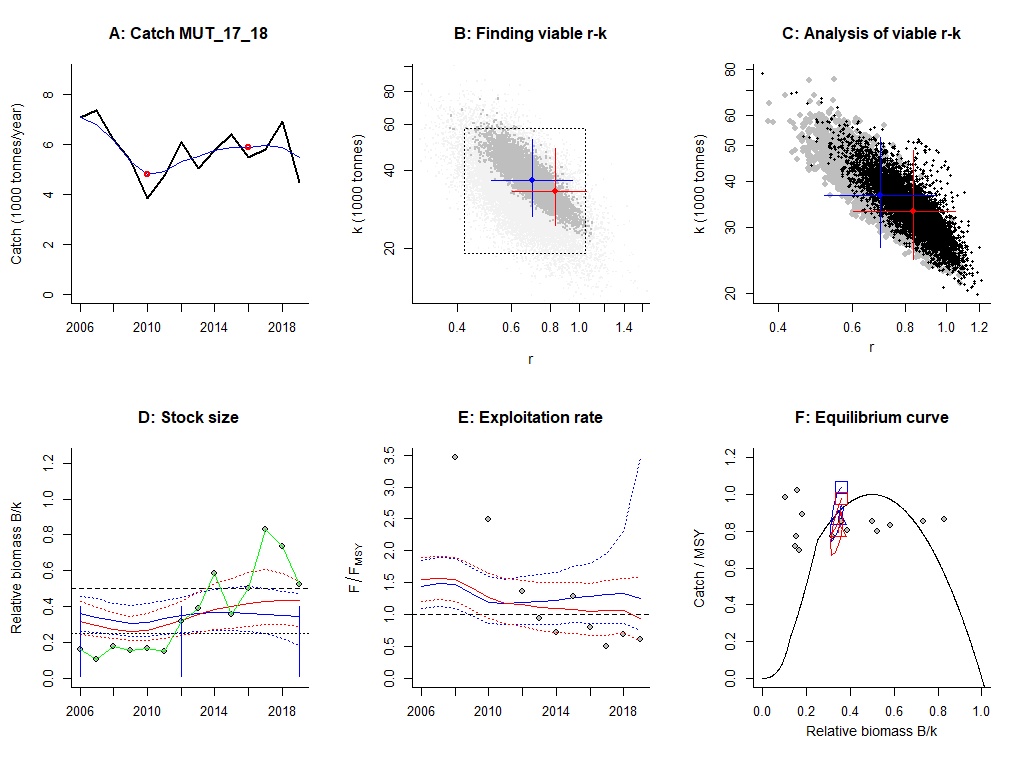 A: Catch MUT_17_18
Catch (1000 tonnes/year)
0 2 4 6 8
2006 2010 2014 2018
B: Finding viable r-k
k (1000 tonnes)
20 40 60 80
0.4 0.6 0.8 1.0 1.4
r
C: Analysis of viable r-k
k (1000 tonnes)
20 30 40 50 60 80
0.4 0.6 0.8 1.0 1.2
r
D: Stock size
Relative biomass B/k
0.0 0.2 0.4 0.6 0.8 1.0 1.2
2006 2010 2014 2018
E: Exploitation rate
F / FMSY
0.0 0.5 1.0 1.5 2.0 2.5 3.0 3.5
2006 2010 2014 2018
F: Equilibrium curve
Catch / MSY
0.0 0.2 0.4 0.6 0.8 1.0 1.2
0.0 0.2 0.4 0.6 0.8 1.0
Relative biomass B/k